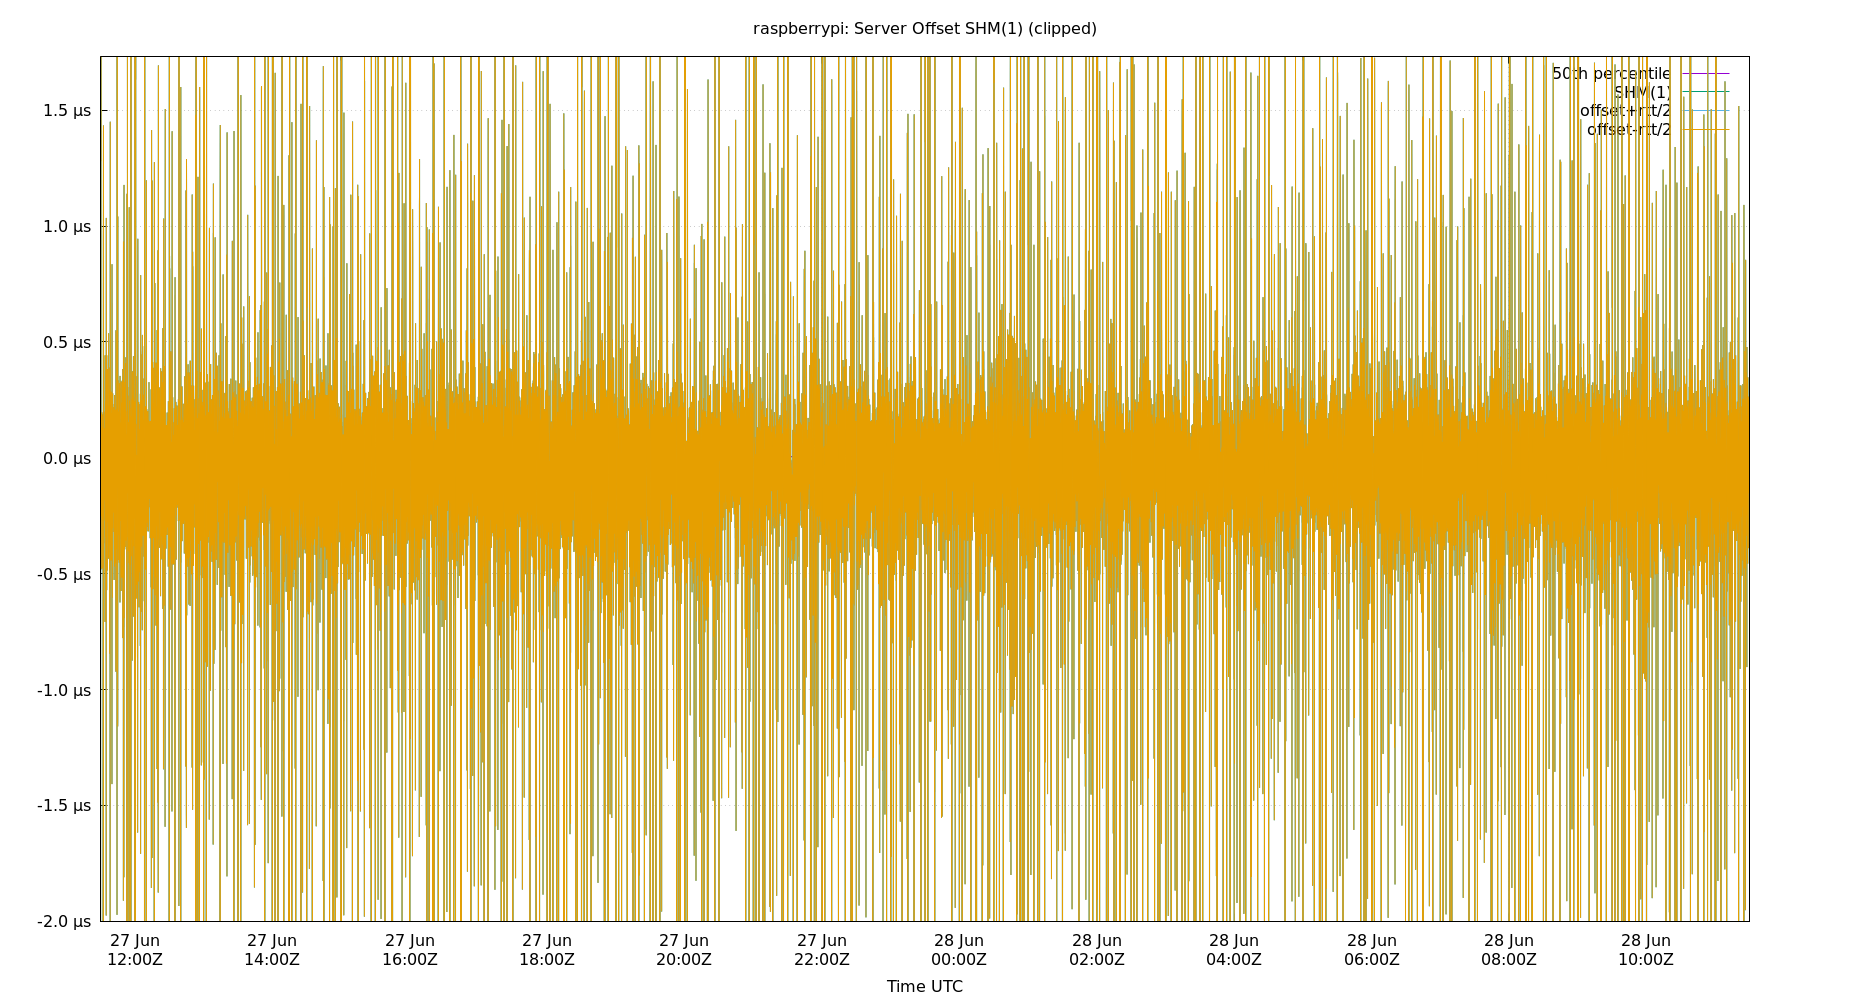 raspberrypi: Server Offset SHM(1) (clipped)
50th percentile
SHM(1)
offset+rtt/2
offset-rtt/2
1.5 µs
1.0 µs
0.5 µs
0.0 µs
-0.5 µs
-1.0 µs
-1.5 µs
-2.0 µs
27 Jun 27 Jun 27 Jun 27 Jun 27 Jun 27 Jun 28 Jun 28 Jun 28 Jun 28 Jun 28 Jun 28 Jun
12:00Z 14:00Z 16:00Z 18:00Z 20:00Z 22:00Z 00:00Z 02:00Z 04:00Z 06:00Z 08:00Z 10:00Z
Time UTC